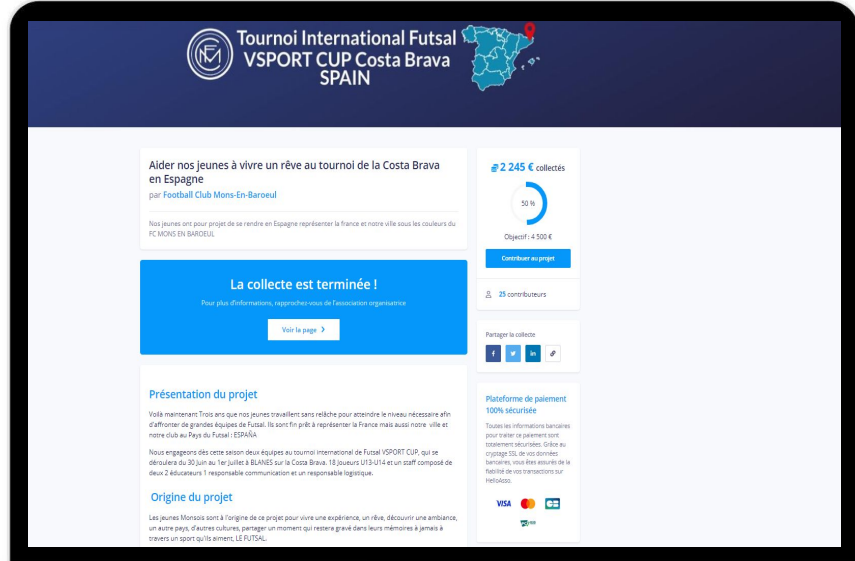 Tournoi International Futsal
VSPORT CUP Costa Brava
SPAIN
Aider nos jeunes à vivre un rêve au tournoi de la Costa Brava
en Espagne
par Football Club Mons-En-Baroeul
Nos jeunes ont pour projet de se rendre en Espagne représenter la france et notre ville sous les couleurs du
FC MONS EN BAROEUL
La collecte est terminée !
Pour plus d'informations, rapprochez-vous de l'association organisatrice
Voir la page
Présentation du projet
Voilà maintenant Trois ans que nos jeunes travaillent sans relâche pour atteindre le niveau nécessaire afin
d'affronter de grandes équipes de Futsal. Ils sont fin prêt à représenter la France mais aussi notre ville et
notre club au Pays du Futsal : ESPAÑA
Nous engageons dès cette saison deux équipes au tournoi international de Futsal VSPORT CUP, qui se
déroulera du 30 Juin au 1er Juillet à BLANES sur la Costa Brava. 18 Joueurs U13-U14 et un staff composé de
deux 2 éducateurs 1 responsable communication et un responsable logistique.
Origine du projet
Les jeunes Monsois sont à l'origine de ce projet pour vivre une expérience, un rêve, découvrir une ambiance,
un autre pays, d'autres cultures, partager un moment qui restera gravé dans leurs mémoires à jamais à
travers un sport qu'ils aiment, LE FUTSAL.
2 245 € collectés
50 %
Objectif : 4 500 €
Contribuer au projet
25 contributeurs
Partager la collecte
f
in
Plateforme de paiement
100% sécurisée
Toutes les informations bancaires
pour traiter ce paiement sont
totalement sécurisées. Grâce au
cryptage SSL de vos données
bancaires, vous êtes assurés de la
fiabilité de vos transactions sur
HelloAsso.
VISA
CB